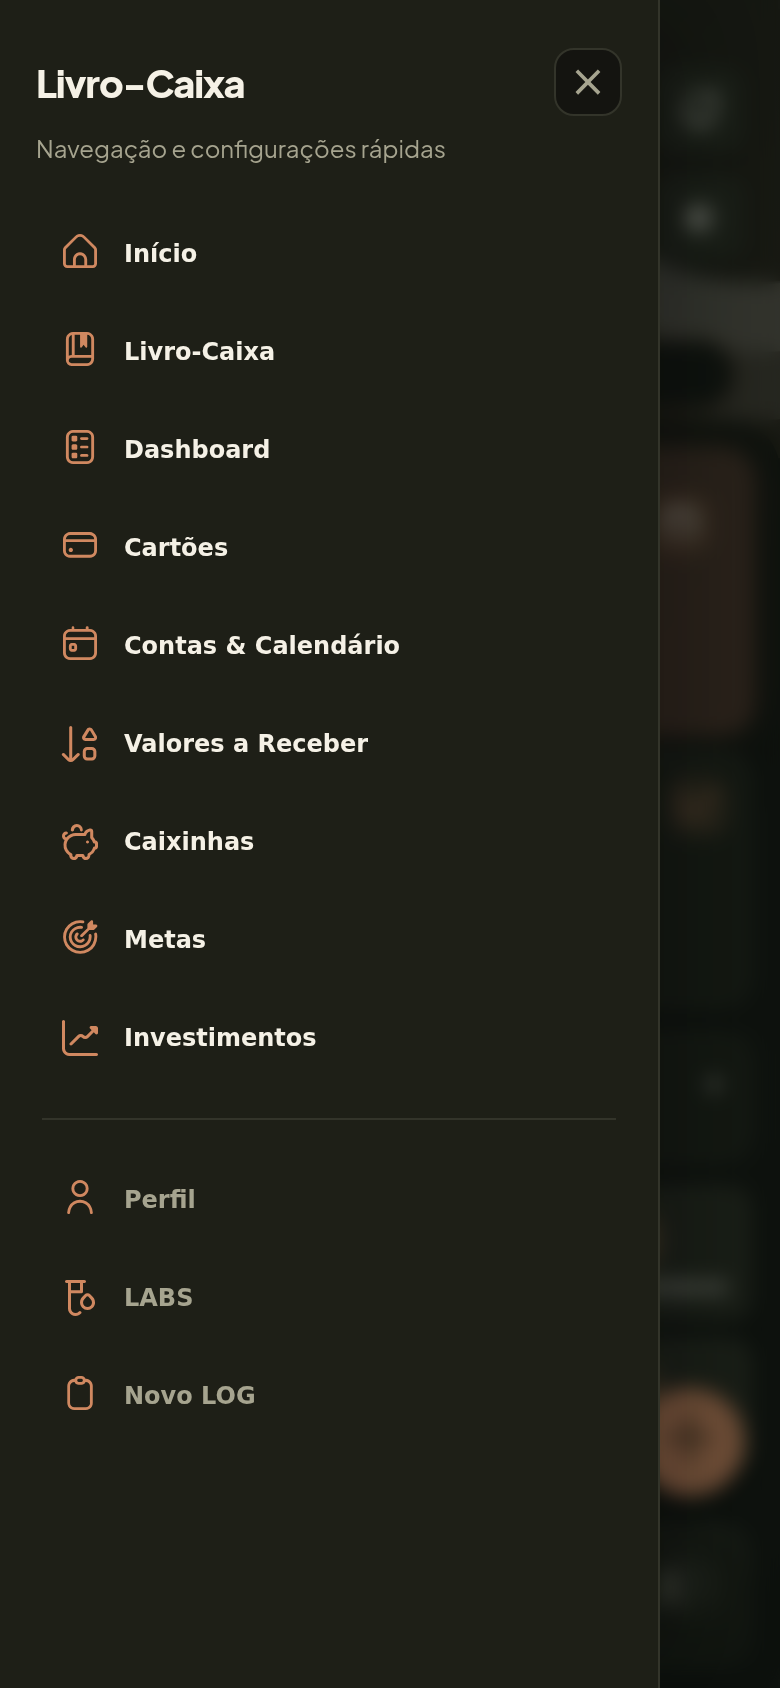 Livro-Caixa
Navegação e configurações rápidas
Início
Livro-Caixa
Dashboard
Cartões
Contas & Calendário
Valores a Receber
Caixinhas
Metas
Investimentos
Perfil
LABS
Novo LOG